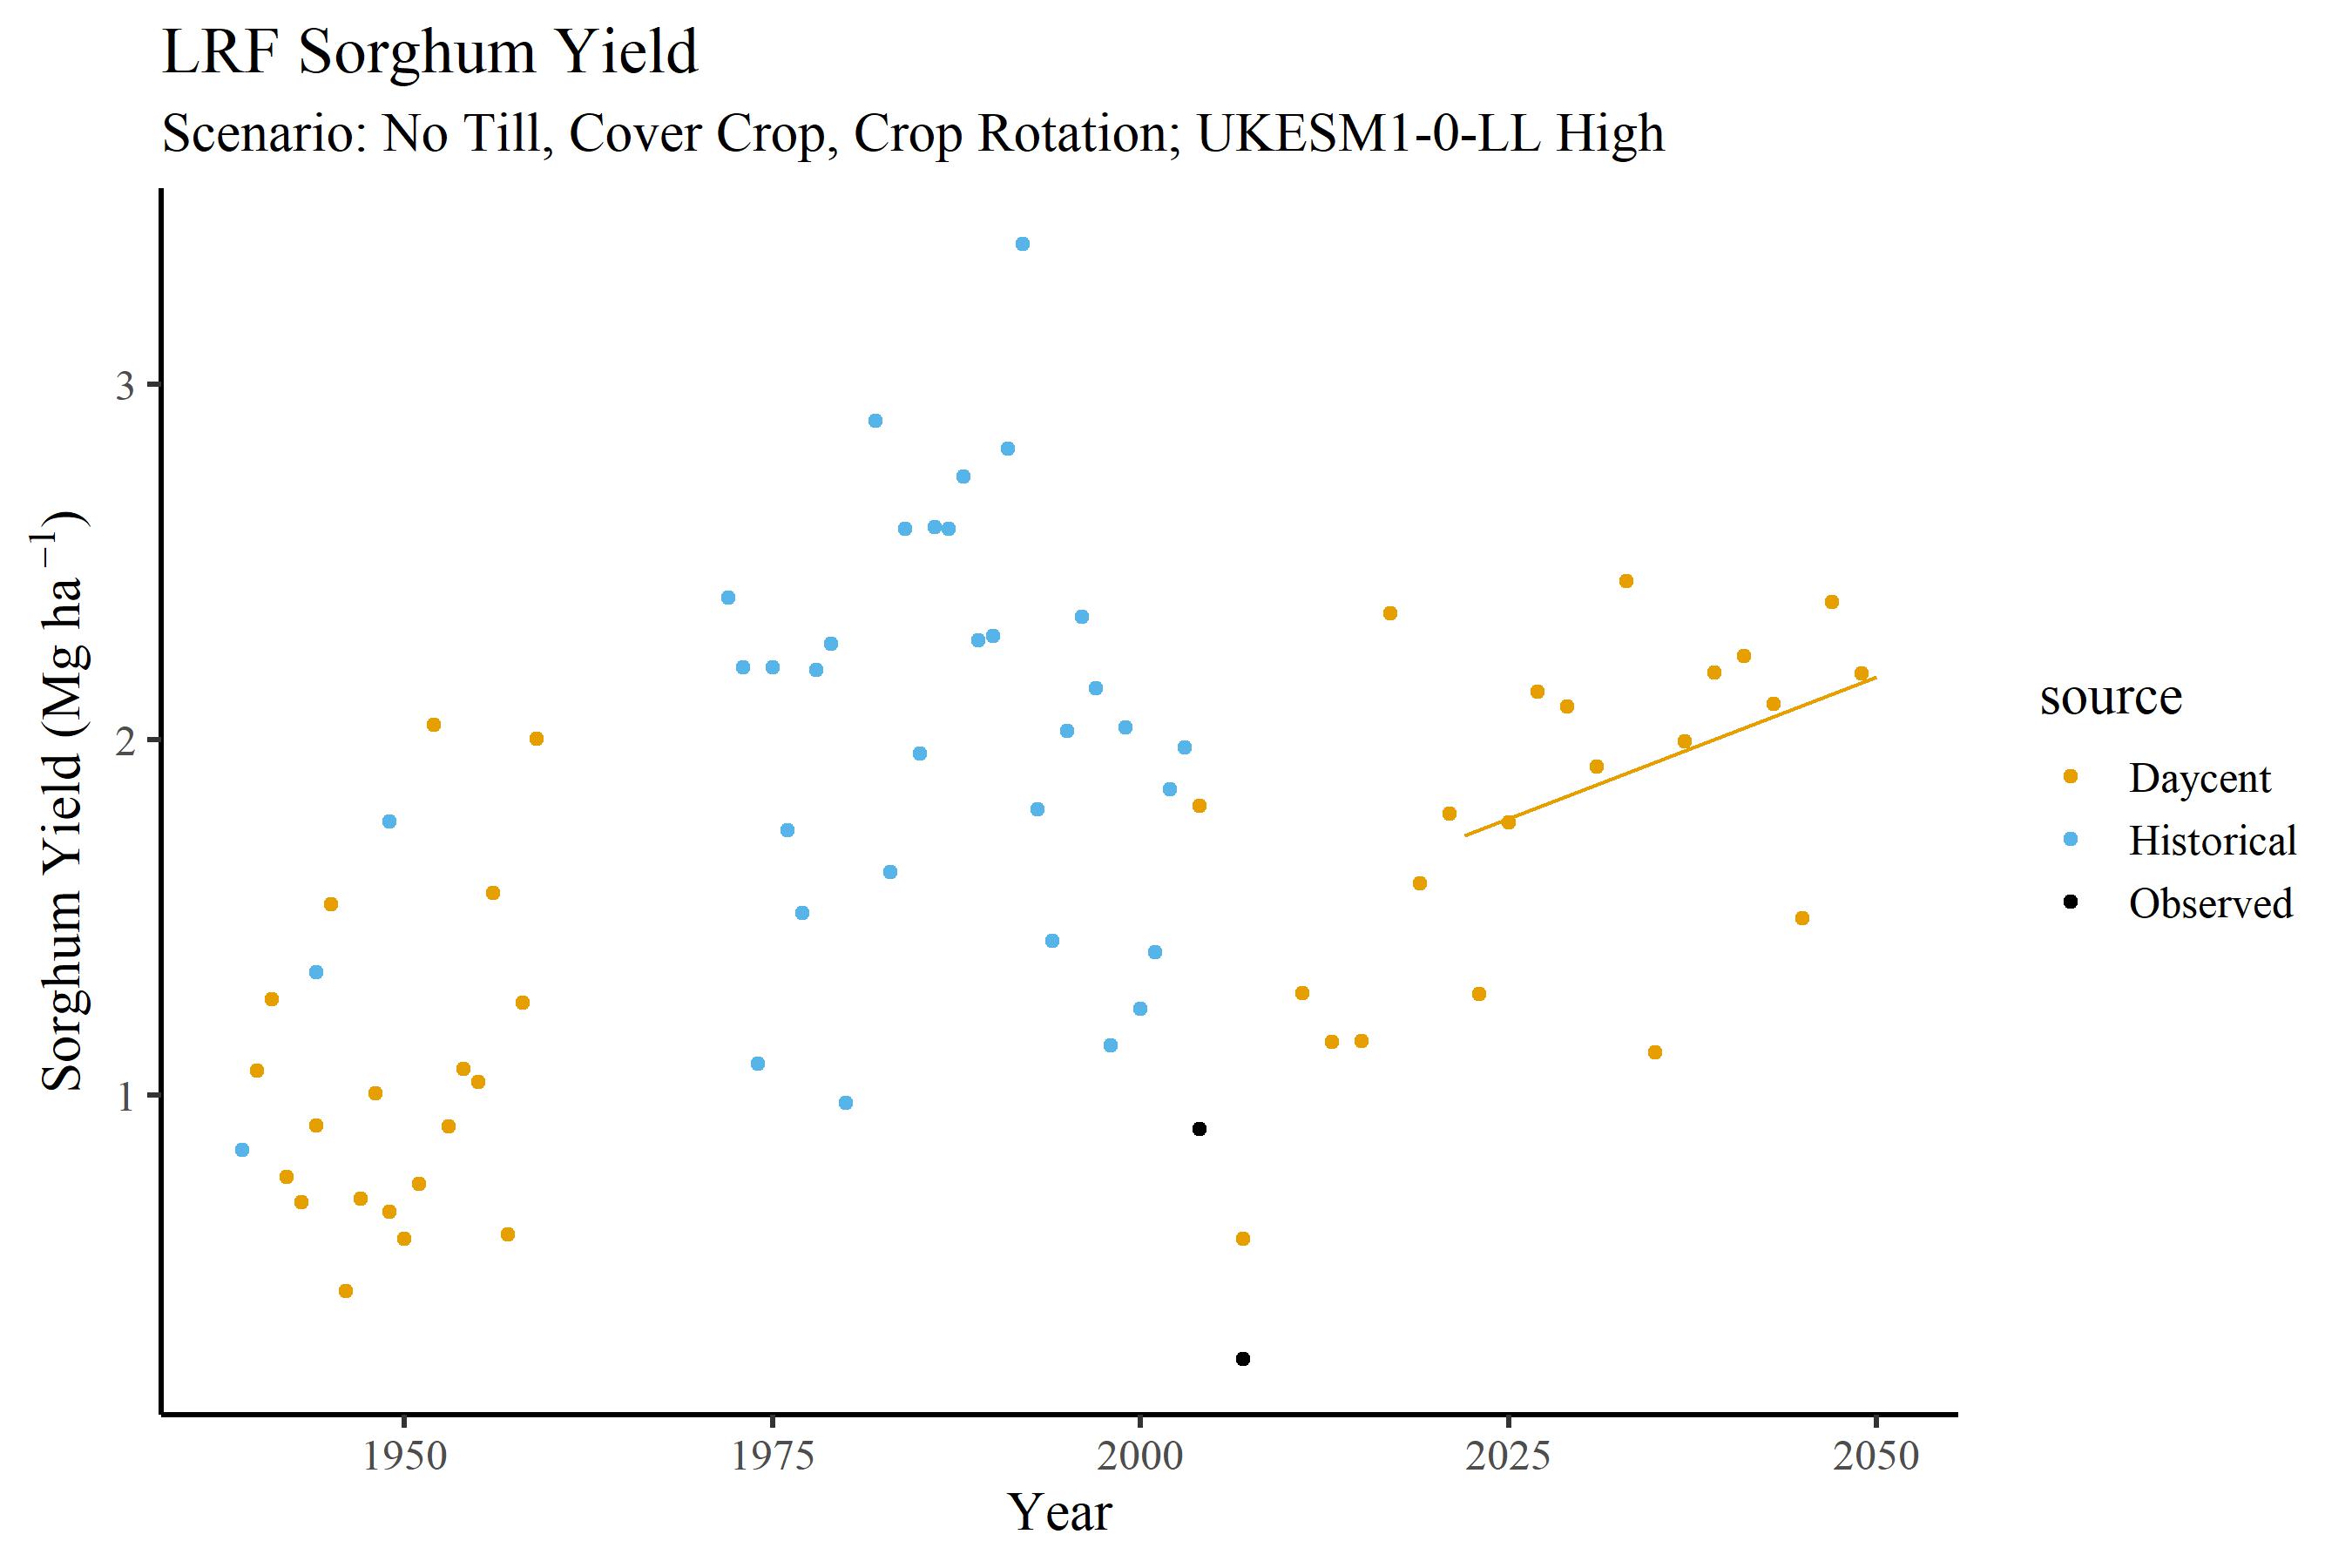 LRF Sorghum Yield
Scenario: No Till, Cover Crop, Crop Rotation; UKESM1-0-LL High
Sorghum Yield (Mg ha⁻¹)
3
2
1
1950
1975
2000
2025
2050
Year
source
Daycent
Historical
Observed